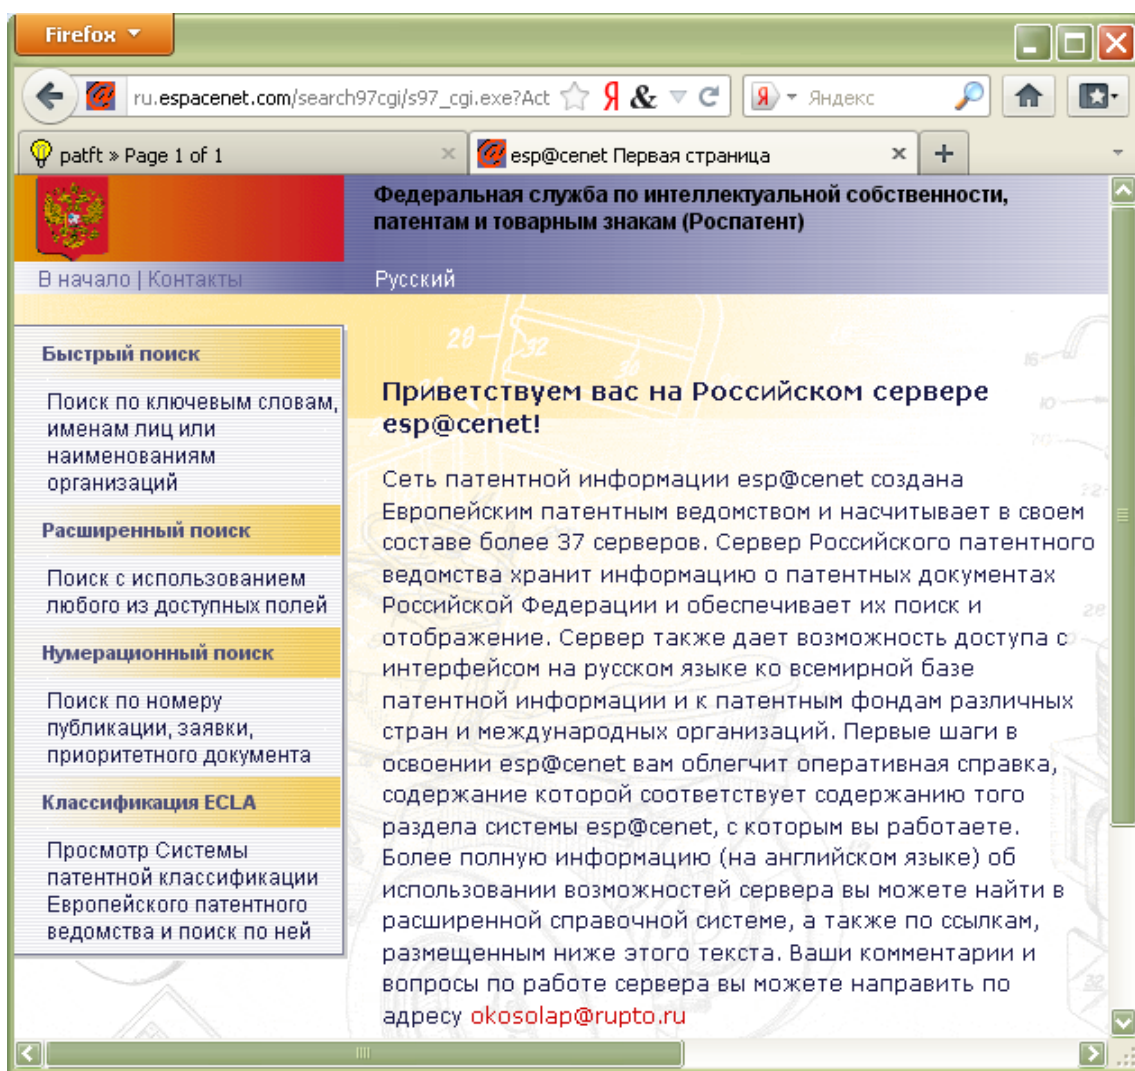 Firefox
ru.espacenet.com/search97cgi/s97_cgi.exe?Act
Я & Я Яндекс
patft » Page 1 of 1
esp@cenet Первая страница
Федеральная служба по интеллектуальной собственности,
патентам и товарным знакам (Роспатент)
В начало | Контакты
Русский
Быстрый поиск
Поиск по ключевым словам,
именам лиц или
наименованиям
организаций
Расширенный поиск
Поиск с использованием
любого из доступных полей
Нумерационный поиск
Поиск по номеру
публикации, заявки,
приоритетного документа
Классификация ECLA
Просмотр Системы
патентной классификации
Европейского патентного
ведомства и поиск по ней
Приветствуем вас на Российском сервере
esp@cenet!
Сеть патентной информации esp@cenet создана
Европейским патентным ведомством и насчитывает в своем
составе более 37 серверов. Сервер Российского патентного
ведомства хранит информацию о патентных документах
Российской Федерации и обеспечивает их поиск и
отображение. Сервер также дает возможность доступа с
интерфейсом на русском языке ко всемирной базе
патентной информации и к патентным фондам различных
стран и международных организаций. Первые шаги в
освоении esp@cenet вам облегчит оперативная справка,
содержание которой соответствует содержанию того
раздела системы esp@cenet, с которым вы работаете.
Более полную информацию (на английском языке) об
использовании возможностей сервера вы можете найти в
расширенной справочной системе, а также по ссылкам,
размещенным ниже этого текста. Ваши комментарии и
вопросы по работе сервера вы можете направить по
адресу okosolap@rupto.ru